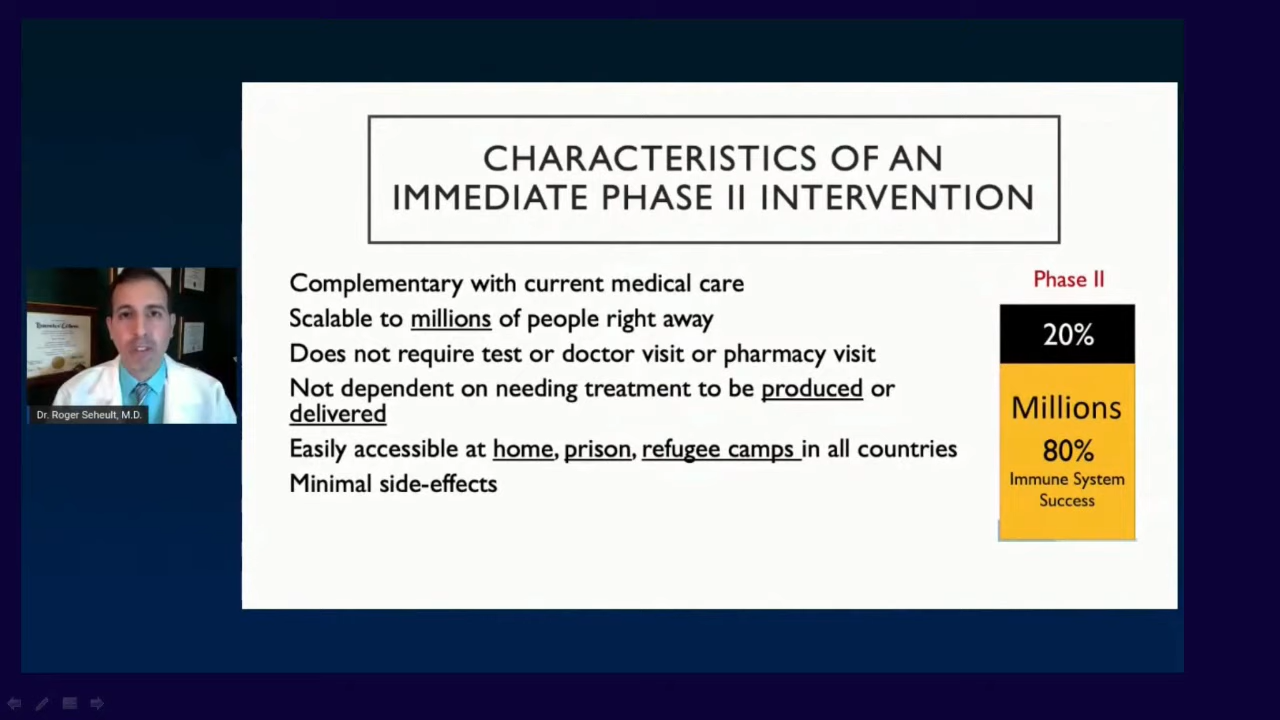 CHARACTERISTICS OF AN
IMMEDIATE PHASE II INTERVENTION
Complementary with current medical care
Scalable to millions of people right away
Does not require test or doctor visit or pharmacy visit
Not dependent on needing treatment to be produced or
delivered
Easily accessible at home, prison, refugee camps in all countries
Minimal side-effects
Phase II
20%
Millions
80%
Immune System
Success
Dr. Roger Seheult, M.D.